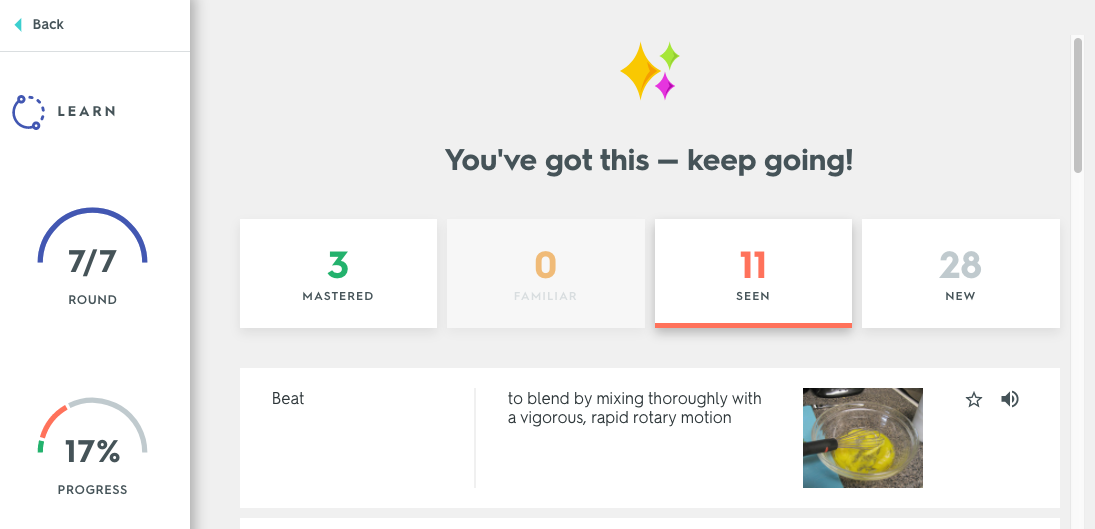 Back
LEARN
7/7
ROUND
17%
PROGRESS
You've got this – keep going!
3
MASTERED
0
FAMILIAR
11
SEEN
28
NEW
Beat
to blend by mixing thoroughly with
a vigorous, rapid rotary motion